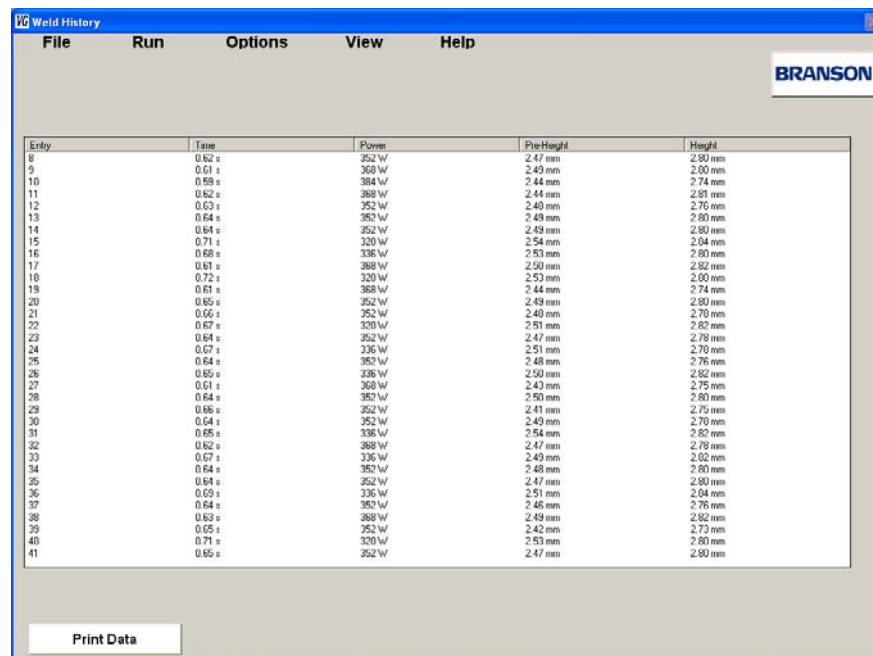 VG Weld History
File Run Options View Help
BRANSON
Entry Time Power Pre-Height Height
8 0.62 s 352 W 2.47 mm 2.80 mm
9 0.61 s 368 W 2.49 mm 2.80 mm
10 0.59 s 384 W 2.44 mm 2.74 mm
11 0.62 s 368 W 2.44 mm 2.81 mm
12 0.63 s 352 W 2.48 mm 2.76 mm
13 0.64 s 352 W 2.49 mm 2.80 mm
14 0.64 s 352 W 2.49 mm 2.80 mm
15 0.71 s 320 W 2.54 mm 2.84 mm
16 0.68 s 336 W 2.53 mm 2.80 mm
17 0.61 s 368 W 2.50 mm 2.82 mm
18 0.72 s 320 W 2.53 mm 2.80 mm
19 0.61 s 368 W 2.44 mm 2.74 mm
20 0.65 s 352 W 2.49 mm 2.80 mm
21 0.66 s 352 W 2.48 mm 2.78 mm
22 0.67 s 320 W 2.51 mm 2.82 mm
23 0.64 s 352 W 2.47 mm 2.78 mm
24 0.67 s 336 W 2.51 mm 2.78 mm
25 0.64 s 352 W 2.48 mm 2.76 mm
26 0.65 s 336 W 2.50 mm 2.82 mm
27 0.61 s 368 W 2.43 mm 2.75 mm
28 0.64 s 352 W 2.50 mm 2.80 mm
29 0.66 s 352 W 2.41 mm 2.75 mm
30 0.64 s 352 W 2.49 mm 2.78 mm
31 0.65 s 336 W 2.54 mm 2.82 mm
32 0.62 s 368 W 2.47 mm 2.78 mm
33 0.67 s 336 W 2.49 mm 2.82 mm
34 0.64 s 352 W 2.48 mm 2.80 mm
35 0.64 s 352 W 2.47 mm 2.80 mm
36 0.69 s 336 W 2.51 mm 2.84 mm
37 0.64 s 352 W 2.46 mm 2.76 mm
38 0.63 s 368 W 2.49 mm 2.82 mm
39 0.65 s 352 W 2.42 mm 2.73 mm
40 0.71 s 320 W 2.53 mm 2.80 mm
41 0.65 s 352 W 2.47 mm 2.80 mm
Print Data